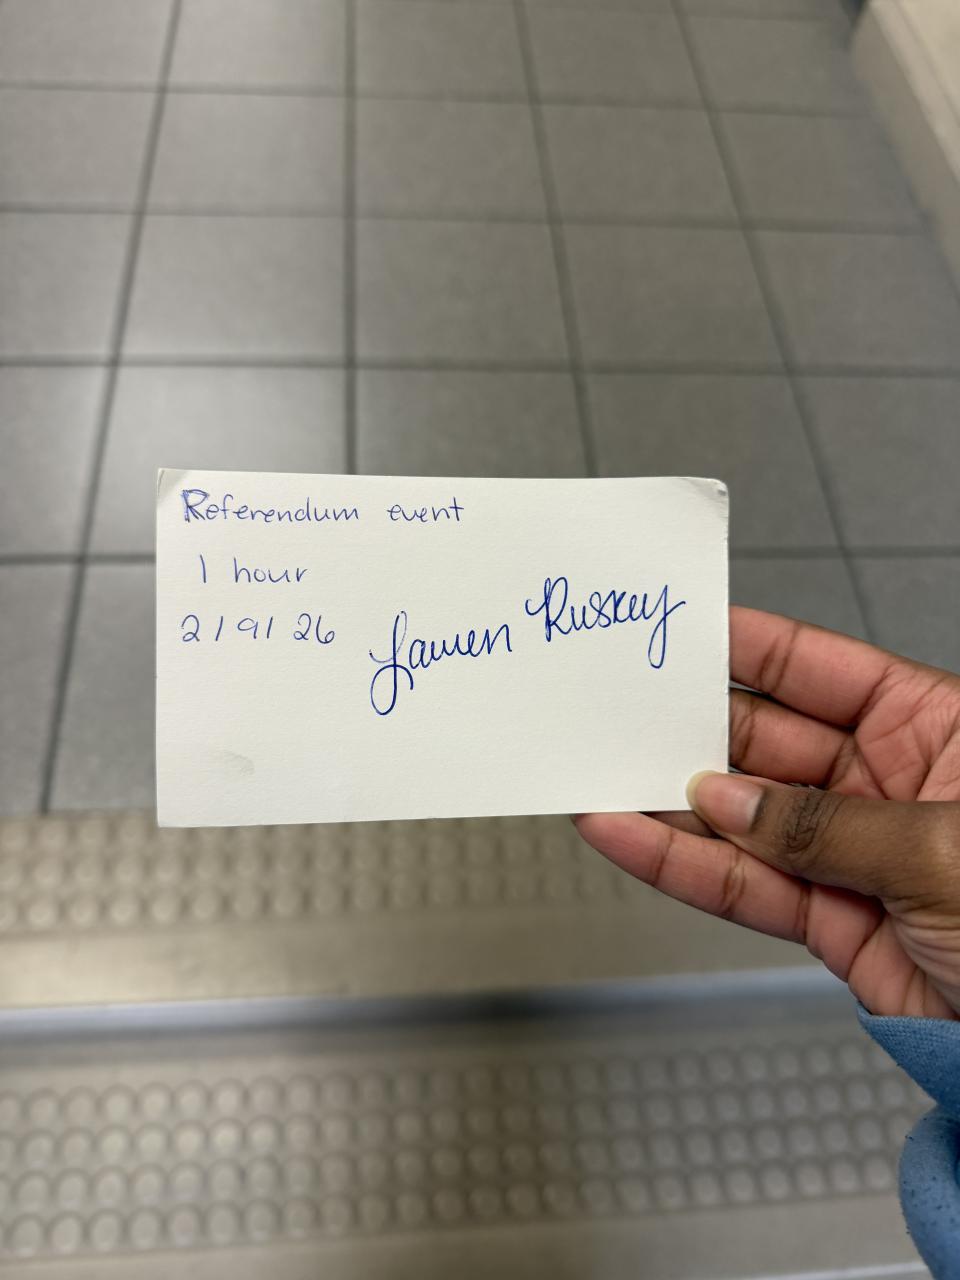 Referendum event
1 hour
2/9/26
Lauren Ruskey